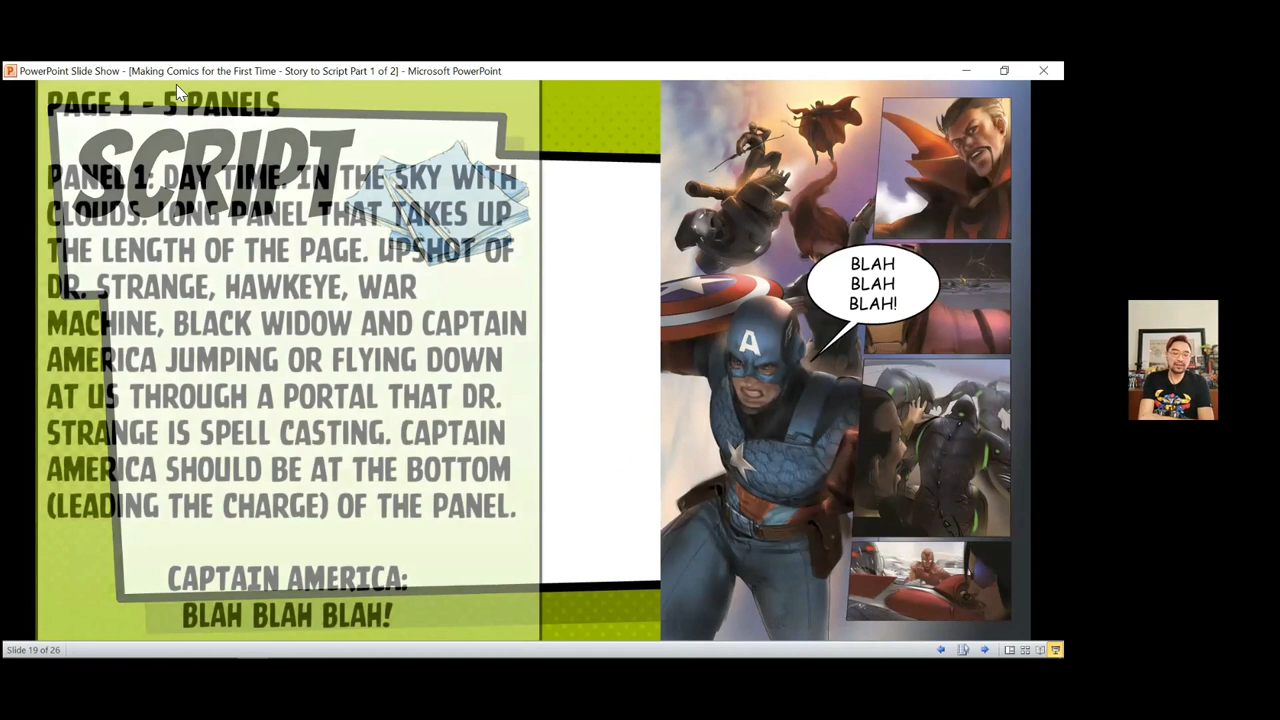 PowerPoint Slide Show - [Making Comics for the First Time - Story to Script Part 1 of 2] - Microsoft PowerPoint
PAGE 1 - 5 PANELS
SCRIPT
PANEL 1: DAY TIME. IN THE SKY WITH
CLOUDS. LONG PANEL THAT TAKES UP
THE LENGTH OF THE PAGE. UPSHOT OF
DR. STRANGE, HAWKEYE, WAR
MACHINE, BLACK WIDOW AND CAPTAIN
AMERICA JUMPING OR FLYING DOWN
AT US THROUGH A PORTAL THAT DR.
STRANGE IS SPELL CASTING. CAPTAIN
AMERICA SHOULD BE AT THE BOTTOM
(LEADING THE CHARGE) OF THE PANEL.
CAPTAIN AMERICA:
BLAH BLAH BLAH!
BLAH
BLAH
BLAH!
A
Slide 19 of 26